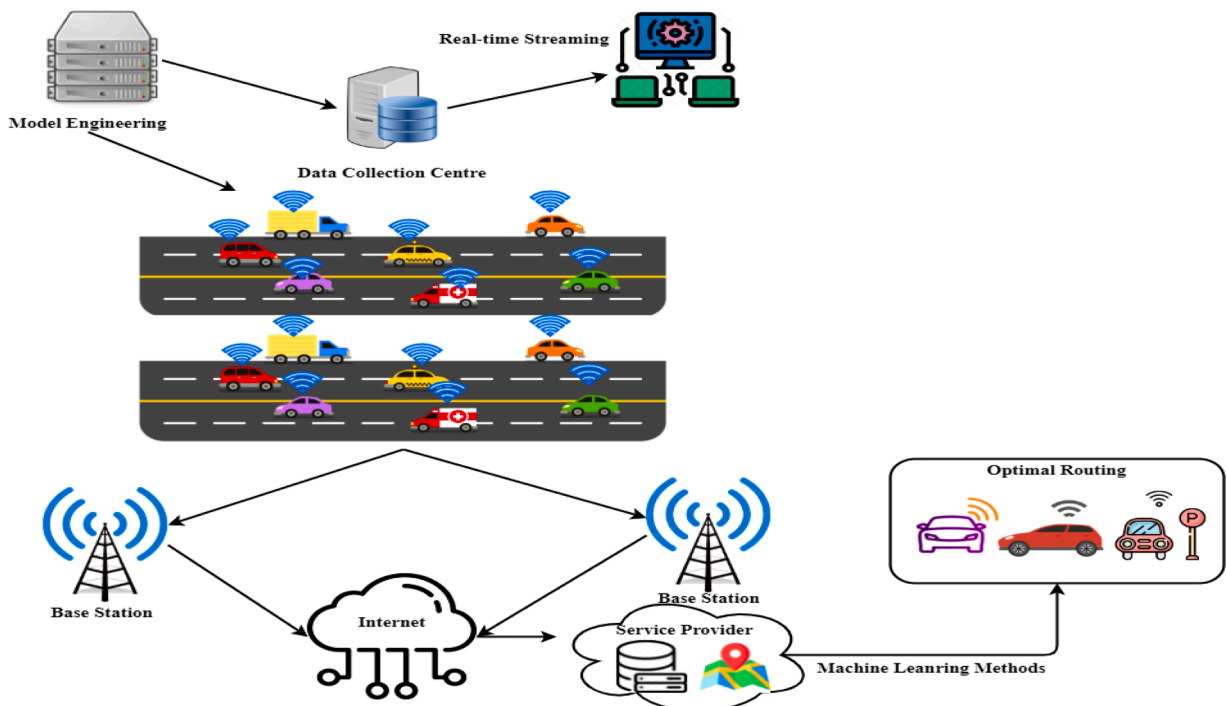 Real-time Streaming
Model Engineering
Data Collection Centre
Optimal Routing
P
Base Station
Base Station
Internet
Service Provider
Machine Leanring Methods